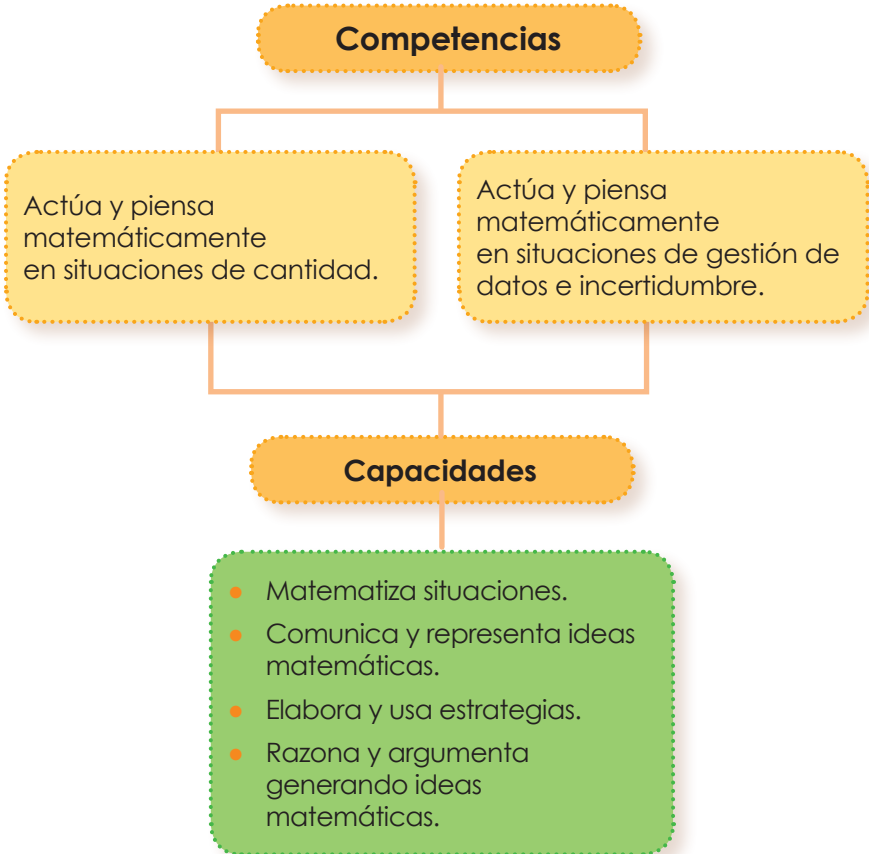 Competencias
Actúa y piensa
matemáticamente
en situaciones de cantidad.
Actúa y piensa
matemáticamente
en situaciones de gestión de
datos e incertidumbre.
Capacidades
Matematiza situaciones.
Comunica y representa ideas
matemáticas.
Elabora y usa estrategias.
Razona y argumenta
generando ideas
matemáticas.